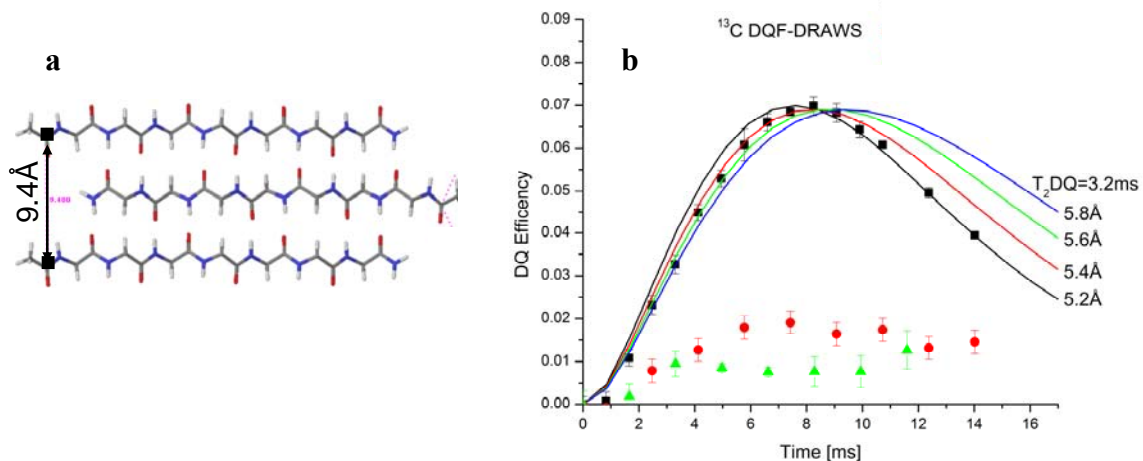 a
9.4Å
9.400
b
¹³C DQF-DRAWS
DQ Efficency
0.09
0.08
0.07
0.06
0.05
0.04
0.03
0.02
0.01
0.00
T₂DQ=3.2ms
5.8Å
5.6Å
5.4Å
5.2Å
0 2 4 6 8 10 12 14 16
Time [ms]